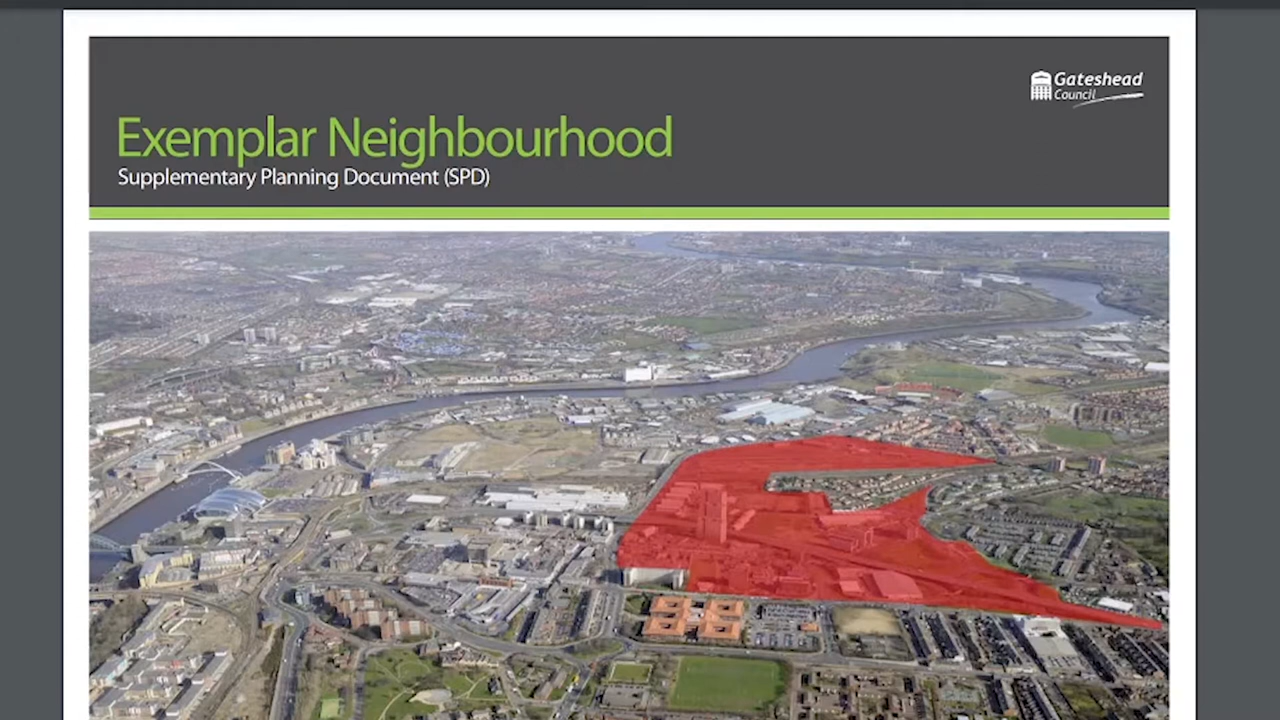 Gateshead
Council
Exemplar Neighbourhood
Supplementary Planning Document (SPD)